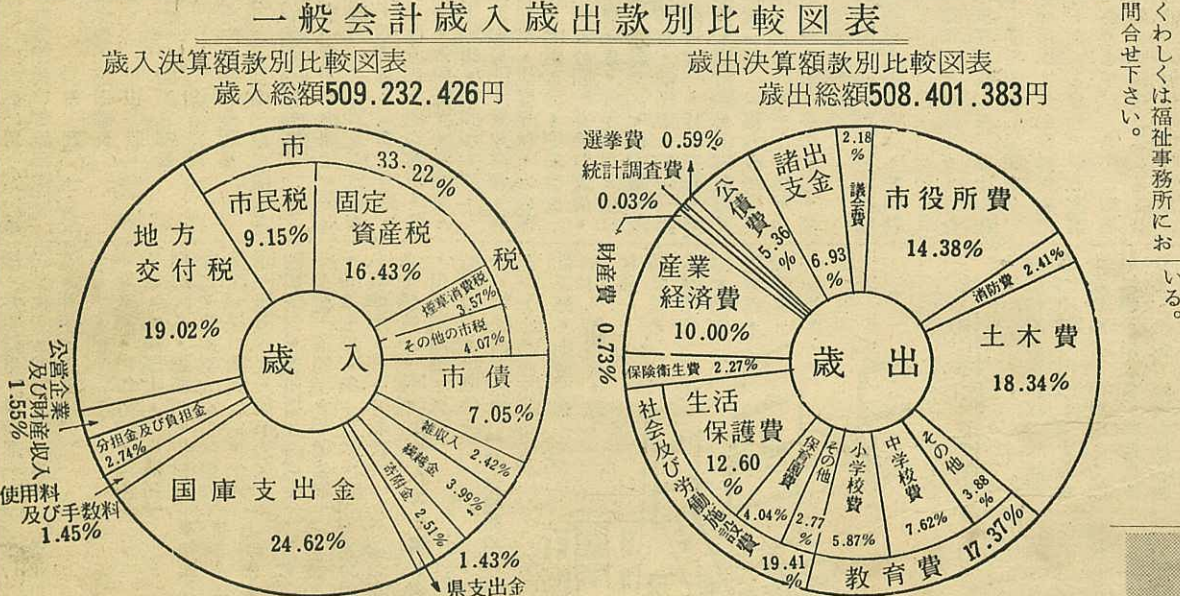 一般会計歳入歳出款別比較図表
歳入決算額款別比較図表
歳入総額509.232.426円
市税
33.22%
市民税
9.15%
固定
資産税
16.43%
煙草消費税
3.57%
その他の市税
4.07%
市債
7.05%
雑収入 2.42%
繰越金 3.99%
寄附金 2.51%
1.43%
県支出金
国庫支出金
24.62%
使用料
及び手数料
1.45%
分担金及び負担金
2.74%
公営企業
及び財産収入
1.55%
地方
交付税
19.02%
歳入
歳出決算額款別比較図表
歳出総額508.401.383円
2.18
%
議会費
市役所費
14.38%
消防費 2.41%
土木費
18.34%
その他
3.88
%
中学校費
7.62%
小学校費
5.87%
教育費 17.37%
その他
2.77
%
4.04%
生活
保護費
12.60
%
社会及び労働施設費
19.41
%
保険衛生費 2.27%
産業
経済費
10.00%
財産費 0.73%
統計調査費
0.03%
選挙費 0.59%
公債費
5.36
%
諸支出金
6.93
%
歳出
くわしくは福祉事務所にお
問合せ下さい。
いる。